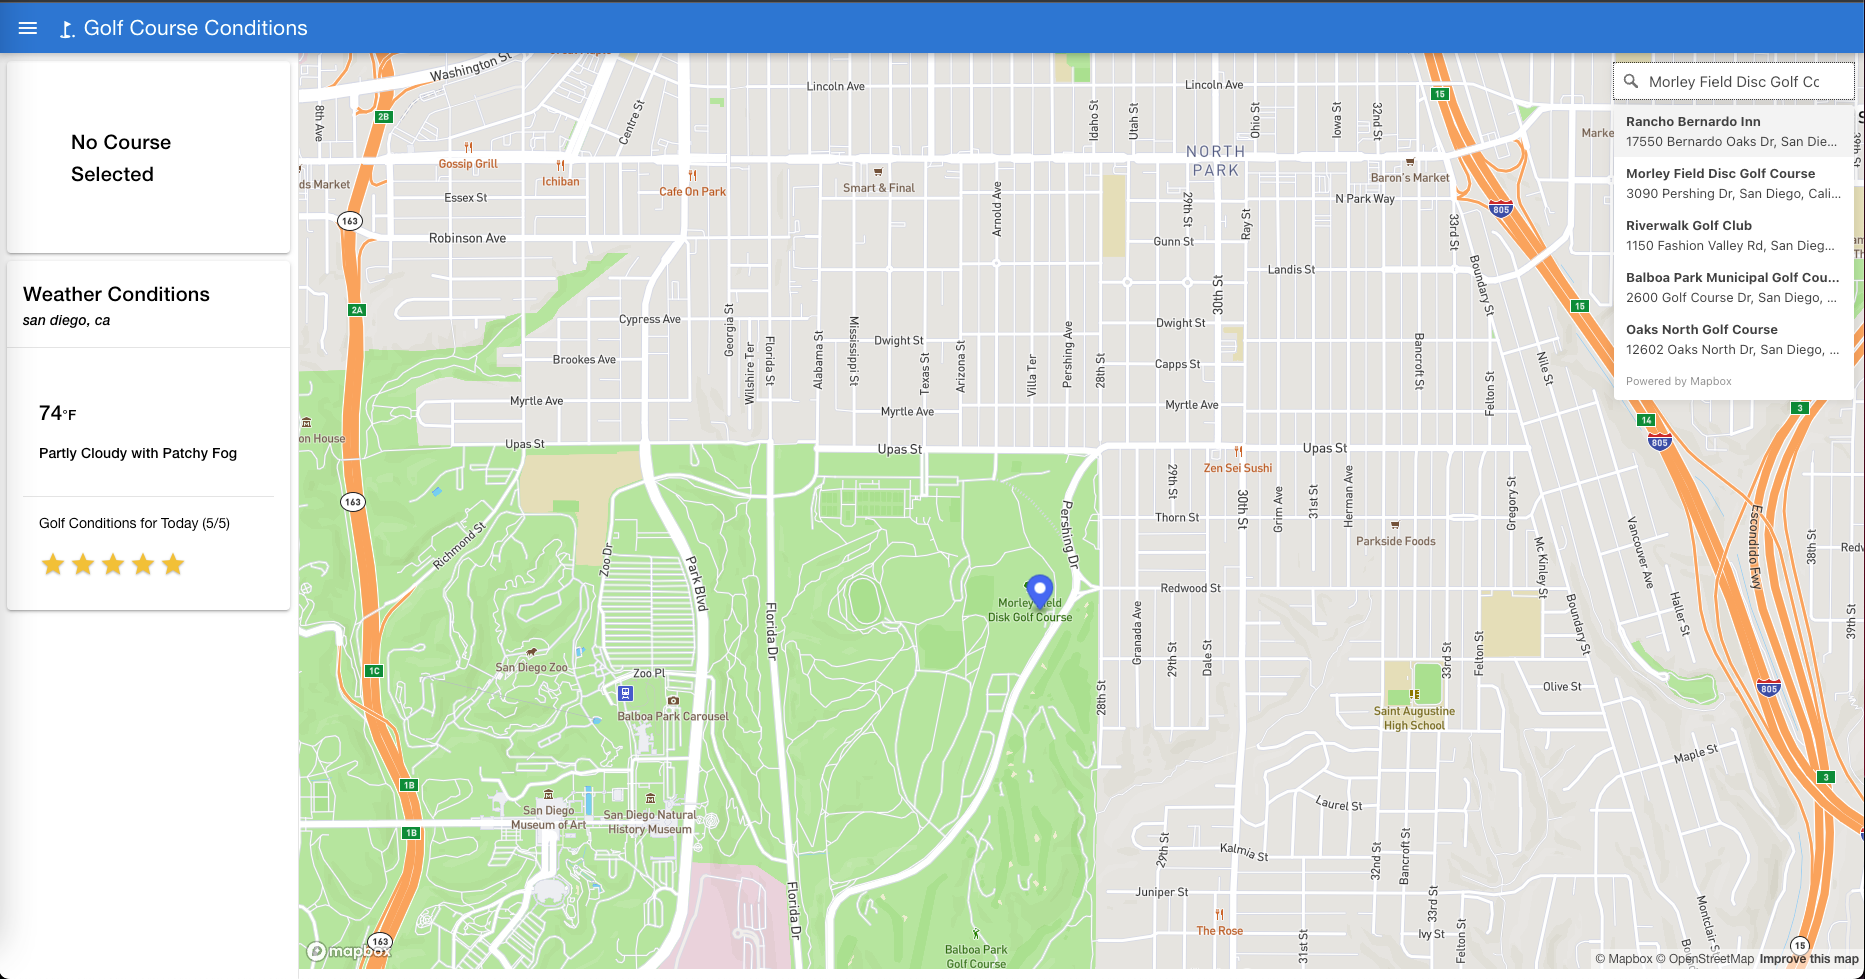 Golf Course Conditions
No Course
Selected
Weather Conditions
san diego, ca
74°F
Partly Cloudy with Patchy Fog
Golf Conditions for Today (5/5)
Morley Field Disc Golf Cc
Rancho Bernardo Inn
17550 Bernardo Oaks Dr, San Die...
Morley Field Disc Golf Course
3090 Pershing Dr, San Diego, Cali...
Riverwalk Golf Club
1150 Fashion Valley Rd, San Dieg...
Balboa Park Municipal Golf Cou...
2600 Golf Course Dr, San Diego, ...
Oaks North Golf Course
12602 Oaks North Dr, San Diego, ...
Powered by Mapbox
Washington St
Lincoln Ave
Lincoln Ave
8th Ave
2B
Centre St
Idaho St
Utah St
Ohio St
Iowa St
32nd St
15
Market
39th St
NORTH
PARK
Gossip Grill
Ichiban
Cafe On Park
Smart & Final
Baron's Market
ds Market
Essex St
Arnold Ave
29th St
N Park Way
805
163
Robinson Ave
Ray St
33rd St
Gunn St
Landis St
Boundary St
30th St
2A
Cypress Ave
Georgia St
Florida St
Wilshire Ter
Alabama St
Mississippi St
Dwight St
Texas St
Arizona St
Villa Ter
Pershing Ave
28th St
Dwight St
Capps St
Bancroft St
Felton St
Nile St
15
Brookes Ave
Myrtle Ave
Myrtle Ave
Myrtle Ave
14
3
805
on House
Upas St
Upas St
Upas St
Zen Sei Sushi
163
29th St
30th St
Grim Ave
31st St
Herman Ave
Gregory St
Thorn St
Parkside Foods
Pershing Dr
Richmond St
Zoo Dr
Park Blvd
Mc Kinley St
Vancouver Ave
Escondido Fwy
38th St
Redw
Redwood St
Morley Field
Disk Golf Course
Florida Dr
Granada Ave
29th St
Dale St
Boundary St
Haller St
39th St
1C
San Diego Zoo
Zoo Pl
33rd St
Felton St
Olive St
28th St
805
Balboa Park Carousel
Saint Augustine
High School
Maple St
1B
3
San Diego
Museum of Art
San Diego Natural
History Museum
1B
Laurel St
29th St
Kalmia St
32nd St
Bancroft St
Juniper St
Florida Dr
33rd St
Felton St
Montclair St
The Rose
31st St
Ivy St
Balboa Park
Golf Course
163
15
mapbox
© Mapbox © OpenStreetMap Improve this map